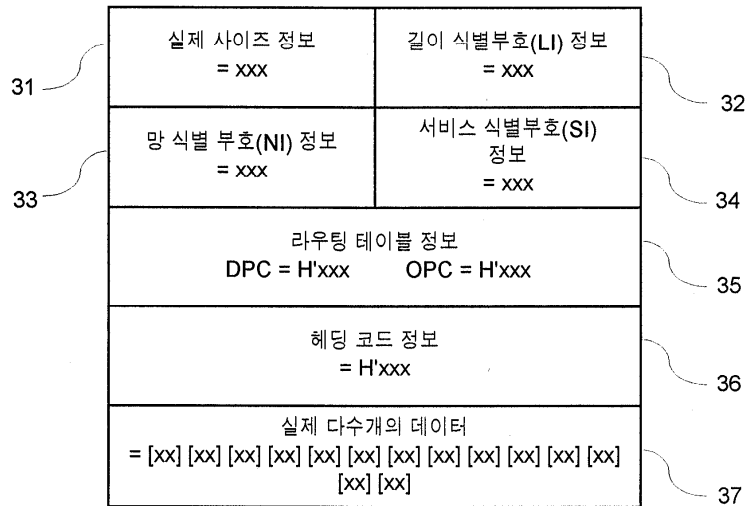 실제 사이즈 정보
= xxx
길이 식별부호(LI) 정보
= xxx
31
32
망 식별 부호(NI) 정보
= xxx
서비스 식별부호(SI)
정보
= xxx
33
34
라우팅 테이블 정보
DPC = H'xxx OPC = H'xxx
35
헤딩 코드 정보
= H'xxx
36
실제 다수개의 데이터
= [xx] [xx] [xx] [xx] [xx] [xx] [xx] [xx] [xx] [xx] [xx] [xx]
[xx] [xx]
37